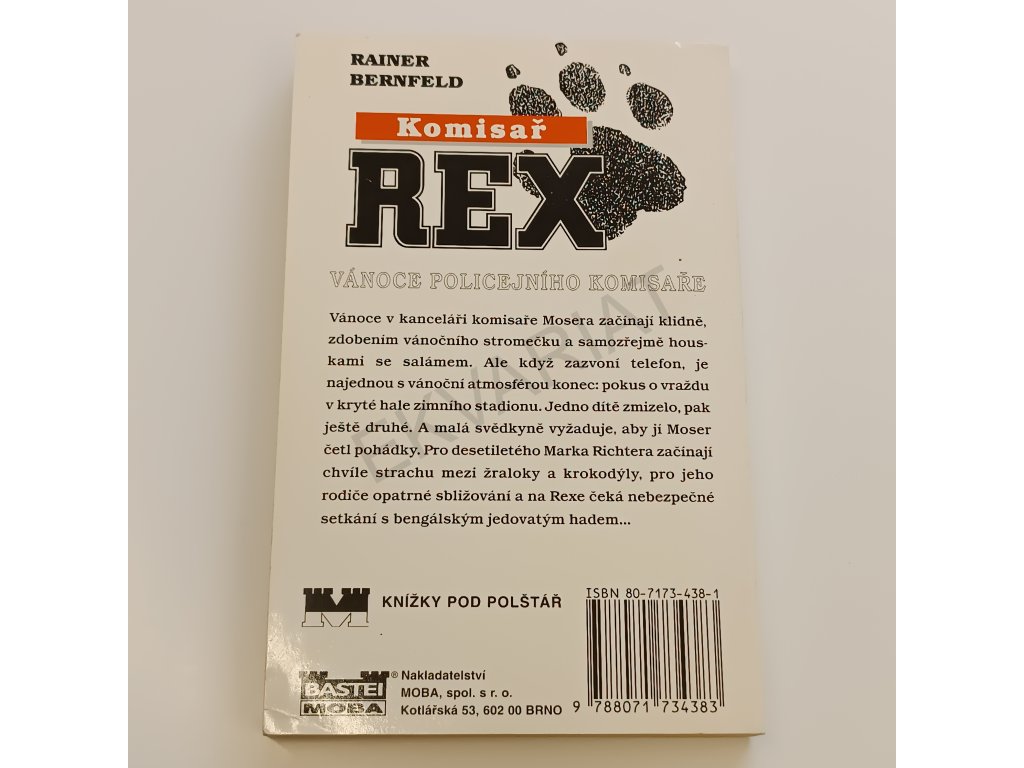 RAINER
BERNFELD
Komisař
REX
VÁNOCE POLICEJNÍHO KOMISAŘE
Vánoce v kanceláři komisaře Mosera začínají klidně,
zdobením vánočního stromečku a samozřejmě hous-
kami se salámem. Ale když zazvoní telefon, je
najednou s vánoční atmosférou konec: pokus o vraždu
v kryté hale zimního stadionu. Jedno dítě zmizelo, pak
ještě druhé. A malá svědkyně vyžaduje, aby jí Moser
četl pohádky. Pro desetiletého Marka Richtera začínají
chvíle strachu mezi žraloky a krokodýly, pro jeho
rodiče opatrné sbližování a na Rexe čeká nebezpečné
setkání s bengálským jedovatým hadem...
EKVARIAT
M
KNÍŽKY POD POLŠTÁŘ
ISBN 80-7173-438-1
BASTEI
MOBA
®
Nakladatelství
MOBA, spol. s r. o.
Kotlářská 53, 602 00 BRNO
9 788071 734383